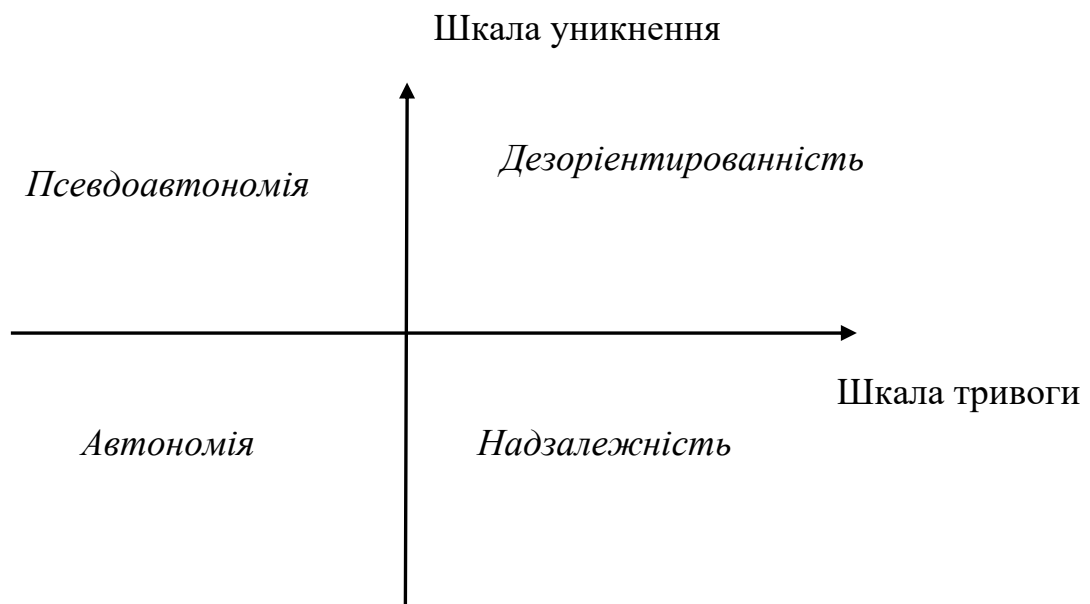 Шкала уникнення
Дезорієнтированність
Псевдоавтономія
Шкала тривоги
Автономія
Надзалежність